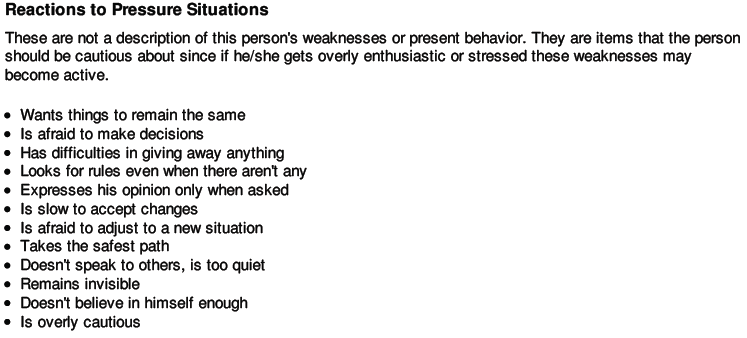 Reactions to Pressure Situations
These are not a description of this person's weaknesses or present behavior. They are items that the person
should be cautious about since if he/she gets overly enthusiastic or stressed these weaknesses may
become active.
• Wants things to remain the same
• Is afraid to make decisions
• Has difficulties in giving away anything
• Looks for rules even when there aren't any
• Expresses his opinion only when asked
• Is slow to accept changes
• Is afraid to adjust to a new situation
• Takes the safest path
• Doesn't speak to others, is too quiet
• Remains invisible
• Doesn't believe in himself enough
• Is overly cautious